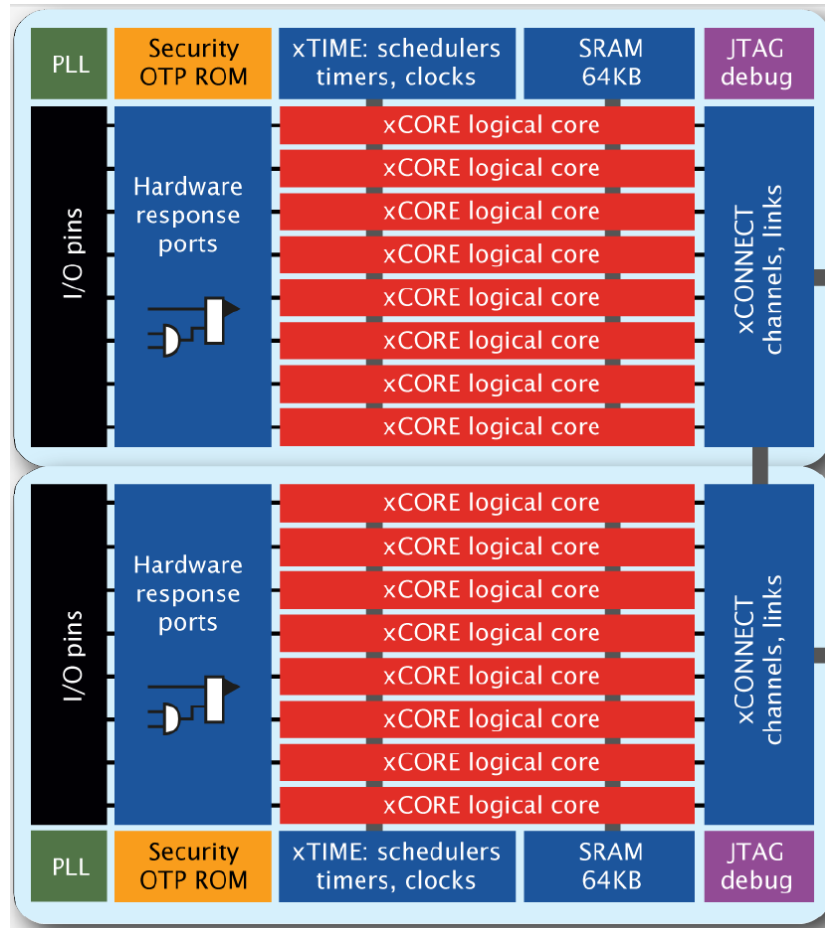 PLL
Security
OTP ROM
xTIME: schedulers
timers, clocks
SRAM
64KB
JTAG
debug
I/O pins
Hardware
response
ports
xCORE logical core
xCORE logical core
xCORE logical core
xCORE logical core
xCORE logical core
xCORE logical core
xCORE logical core
xCORE logical core
xCONNECT
channels, links
I/O pins
Hardware
response
ports
xCORE logical core
xCORE logical core
xCORE logical core
xCORE logical core
xCORE logical core
xCORE logical core
xCORE logical core
xCORE logical core
xCONNECT
channels, links
PLL
Security
OTP ROM
xTIME: schedulers
timers, clocks
SRAM
64KB
JTAG
debug